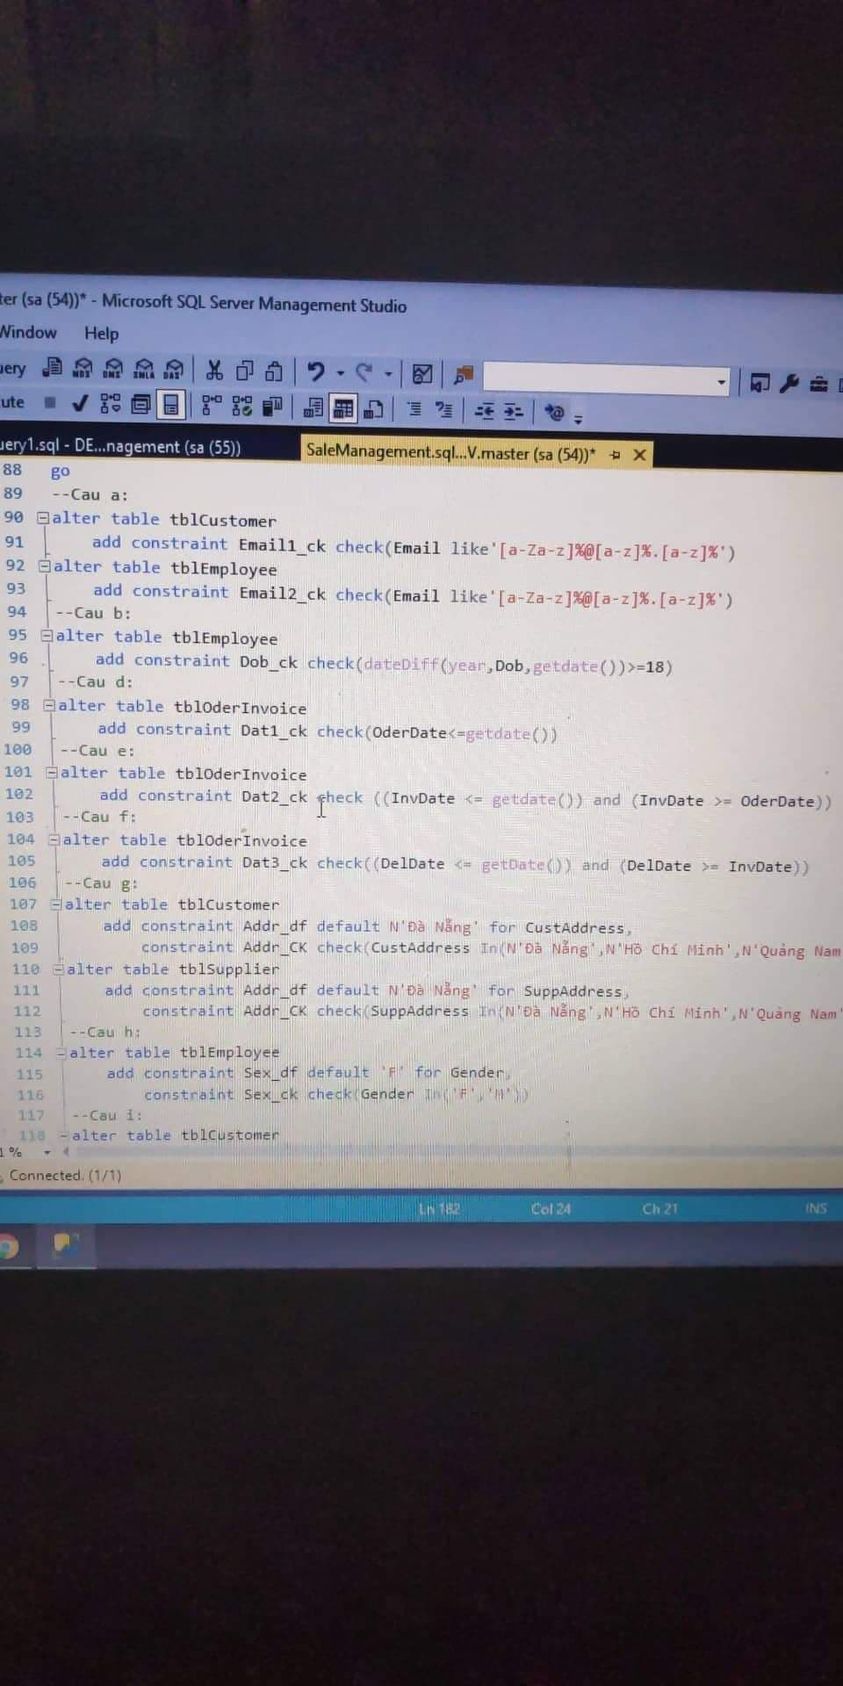 ter (sa (54))* - Microsoft SQL Server Management Studio
Window Help
uery MDX DMX XMLA DAX
ute
uery1.sql - DE...nagement (sa (55)) SaleManagement.sql...V.master (sa (54))*
88 go
89 --Cau a:
90 alter table tblCustomer
91 add constraint Email1_ck check(Email like'[a-Za-z]%@[a-z]%.[a-z]%')
92 alter table tblEmployee
93 add constraint Email2_ck check(Email like'[a-Za-z]%@[a-z]%.[a-z]%')
94 --Cau b:
95 alter table tblEmployee
96 add constraint Dob_ck check(dateDiff(year,Dob,getdate())>=18)
97 --Cau d:
98 alter table tblOderInvoice
99 add constraint Dat1_ck check(OderDate<=getdate())
100 --Cau e:
101 alter table tblOderInvoice
102 add constraint Dat2_ck check ((InvDate <= getdate()) and (InvDate >= OderDate))
103 --Cau f:
104 alter table tblOderInvoice
105 add constraint Dat3_ck check((DelDate <= getDate()) and (DelDate >= InvDate))
106 --Cau g:
107 alter table tblCustomer
108 add constraint Addr_df default N'Đà Nẵng' for CustAddress,
109 constraint Addr_CK check(CustAddress In(N'Đà Nẵng',N'Hồ Chí Minh',N'Quảng Nam
110 alter table tblSupplier
111 add constraint Addr_df default N'Đà Nẵng' for SuppAddress,
112 constraint Addr_CK check(SuppAddress In(N'Đà Nẵng',N'Hồ Chí Minh',N'Quảng Nam'
113 --Cau h:
114 alter table tblEmployee
115 add constraint Sex_df default 'F' for Gender,
116 constraint Sex_ck check(Gender In('F','M'))
117 --Cau i:
118 alter table tblCustomer
1 %
Connected. (1/1)
Ln 182 Col 24 Ch 21 INS